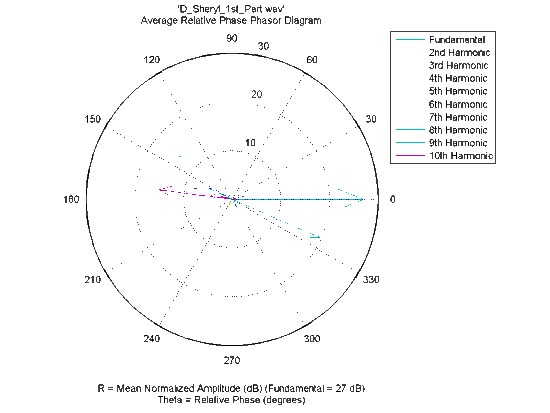 'D_Sheryl_1st_Part.wav'
Average Relative Phase Phasor Diagram
90
120
30
60
20
150
10
30
180
0
210
330
240
300
270
Fundamental
2nd Harmonic
3rd Harmonic
4th Harmonic
5th Harmonic
6th Harmonic
7th Harmonic
8th Harmonic
9th Harmonic
10th Harmonic
R = Mean Normalized Amplitude (dB) (Fundamental = 27 dB)
Theta = Relative Phase (degrees)